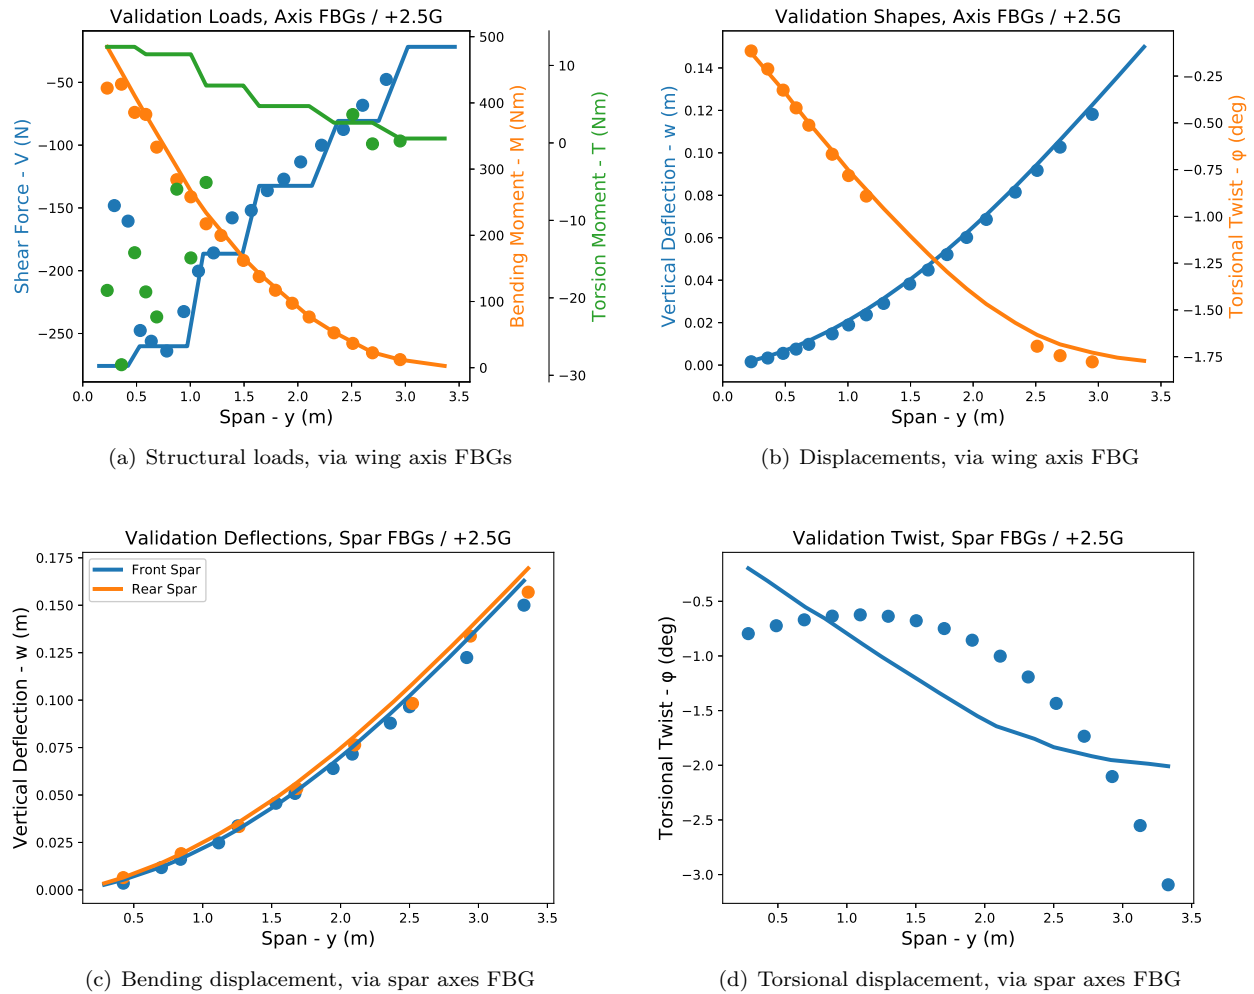 Validation Loads, Axis FBGs / +2.5G
Shear Force - V (N)
−50
−100
−150
−200
−250
0.0 0.5 1.0 1.5 2.0 2.5 3.0 3.5
Span - y (m)
500
400
300
200
100
0
Bending Moment - M (Nm)
10
0
−10
−20
−30
Torsion Moment - T (Nm)
(a) Structural loads, via wing axis FBGs
Validation Shapes, Axis FBGs / +2.5G
Vertical Deflection - w (m)
0.14
0.12
0.10
0.08
0.06
0.04
0.02
0.00
0.0 0.5 1.0 1.5 2.0 2.5 3.0 3.5
Span - y (m)
−0.25
−0.50
−0.75
−1.00
−1.25
−1.50
−1.75
Torsional Twist - φ (deg)
(b) Displacements, via wing axis FBG
Validation Deflections, Spar FBGs / +2.5G
Front Spar
Rear Spar
Vertical Deflection - w (m)
0.175
0.150
0.125
0.100
0.075
0.050
0.025
0.000
0.5 1.0 1.5 2.0 2.5 3.0 3.5
Span - y (m)
(c) Bending displacement, via spar axes FBG
Validation Twist, Spar FBGs / +2.5G
Torsional Twist - φ (deg)
−0.5
−1.0
−1.5
−2.0
−2.5
−3.0
0.5 1.0 1.5 2.0 2.5 3.0 3.5
Span - y (m)
(d) Torsional displacement, via spar axes FBG